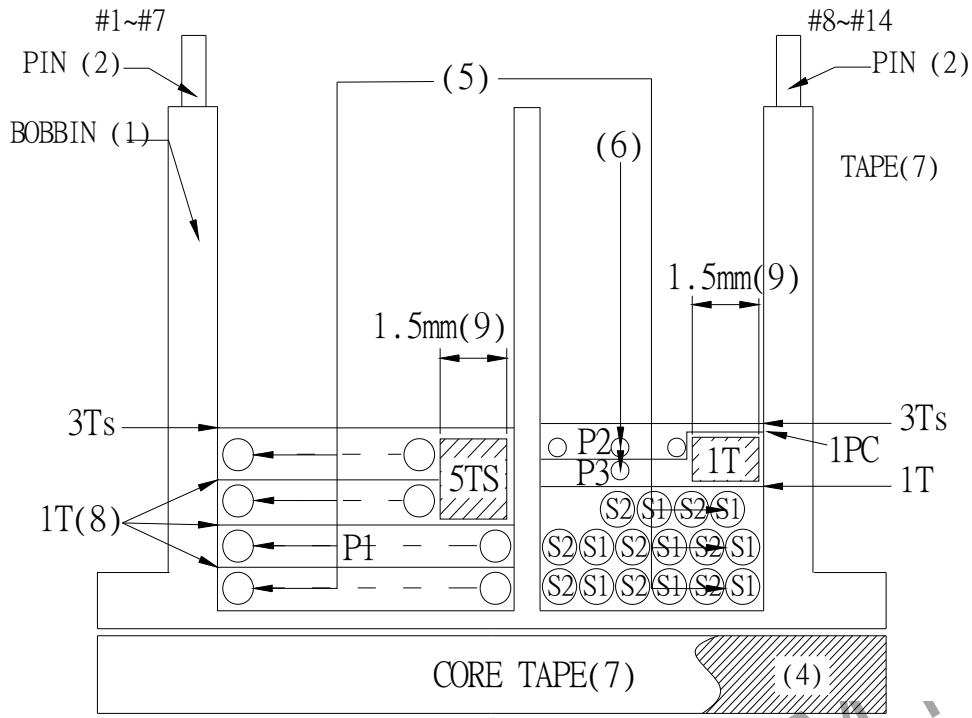 #1~#7
#8~#14
PIN (2)
(5)
PIN (2)
BOBBIN (1)
(6)
TAPE(7)
1.5mm(9)
1.5mm(9)
3Ts
3Ts
P2
1PC
5TS
P3
1T
1T
1T(8)
S2 S1 S2 S1
P1
S2 S1 S2 S1 S2 S1
S2 S1 S2 S1 S2 S1
CORE TAPE(7)
(4)